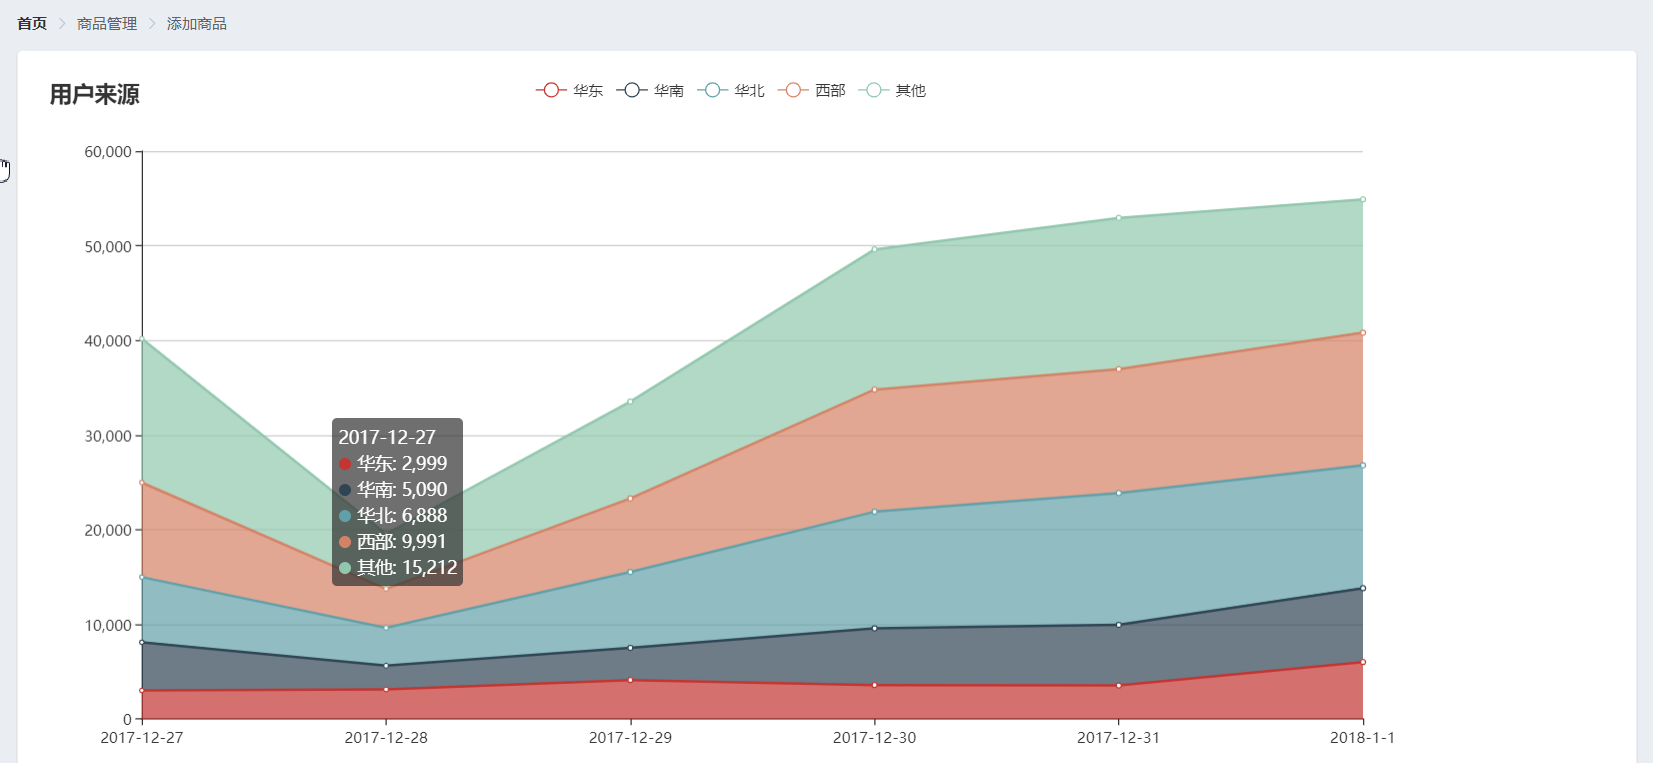 首页 > 商品管理 > 添加商品
用户来源
华东 华南 华北 西部 其他
60,000
50,000
40,000
30,000
20,000
10,000
0
2017-12-27
华东: 2,999
华南: 5,090
华北: 6,888
西部: 9,991
其他: 15,212
2017-12-27 2017-12-28 2017-12-29 2017-12-30 2017-12-31 2018-1-1